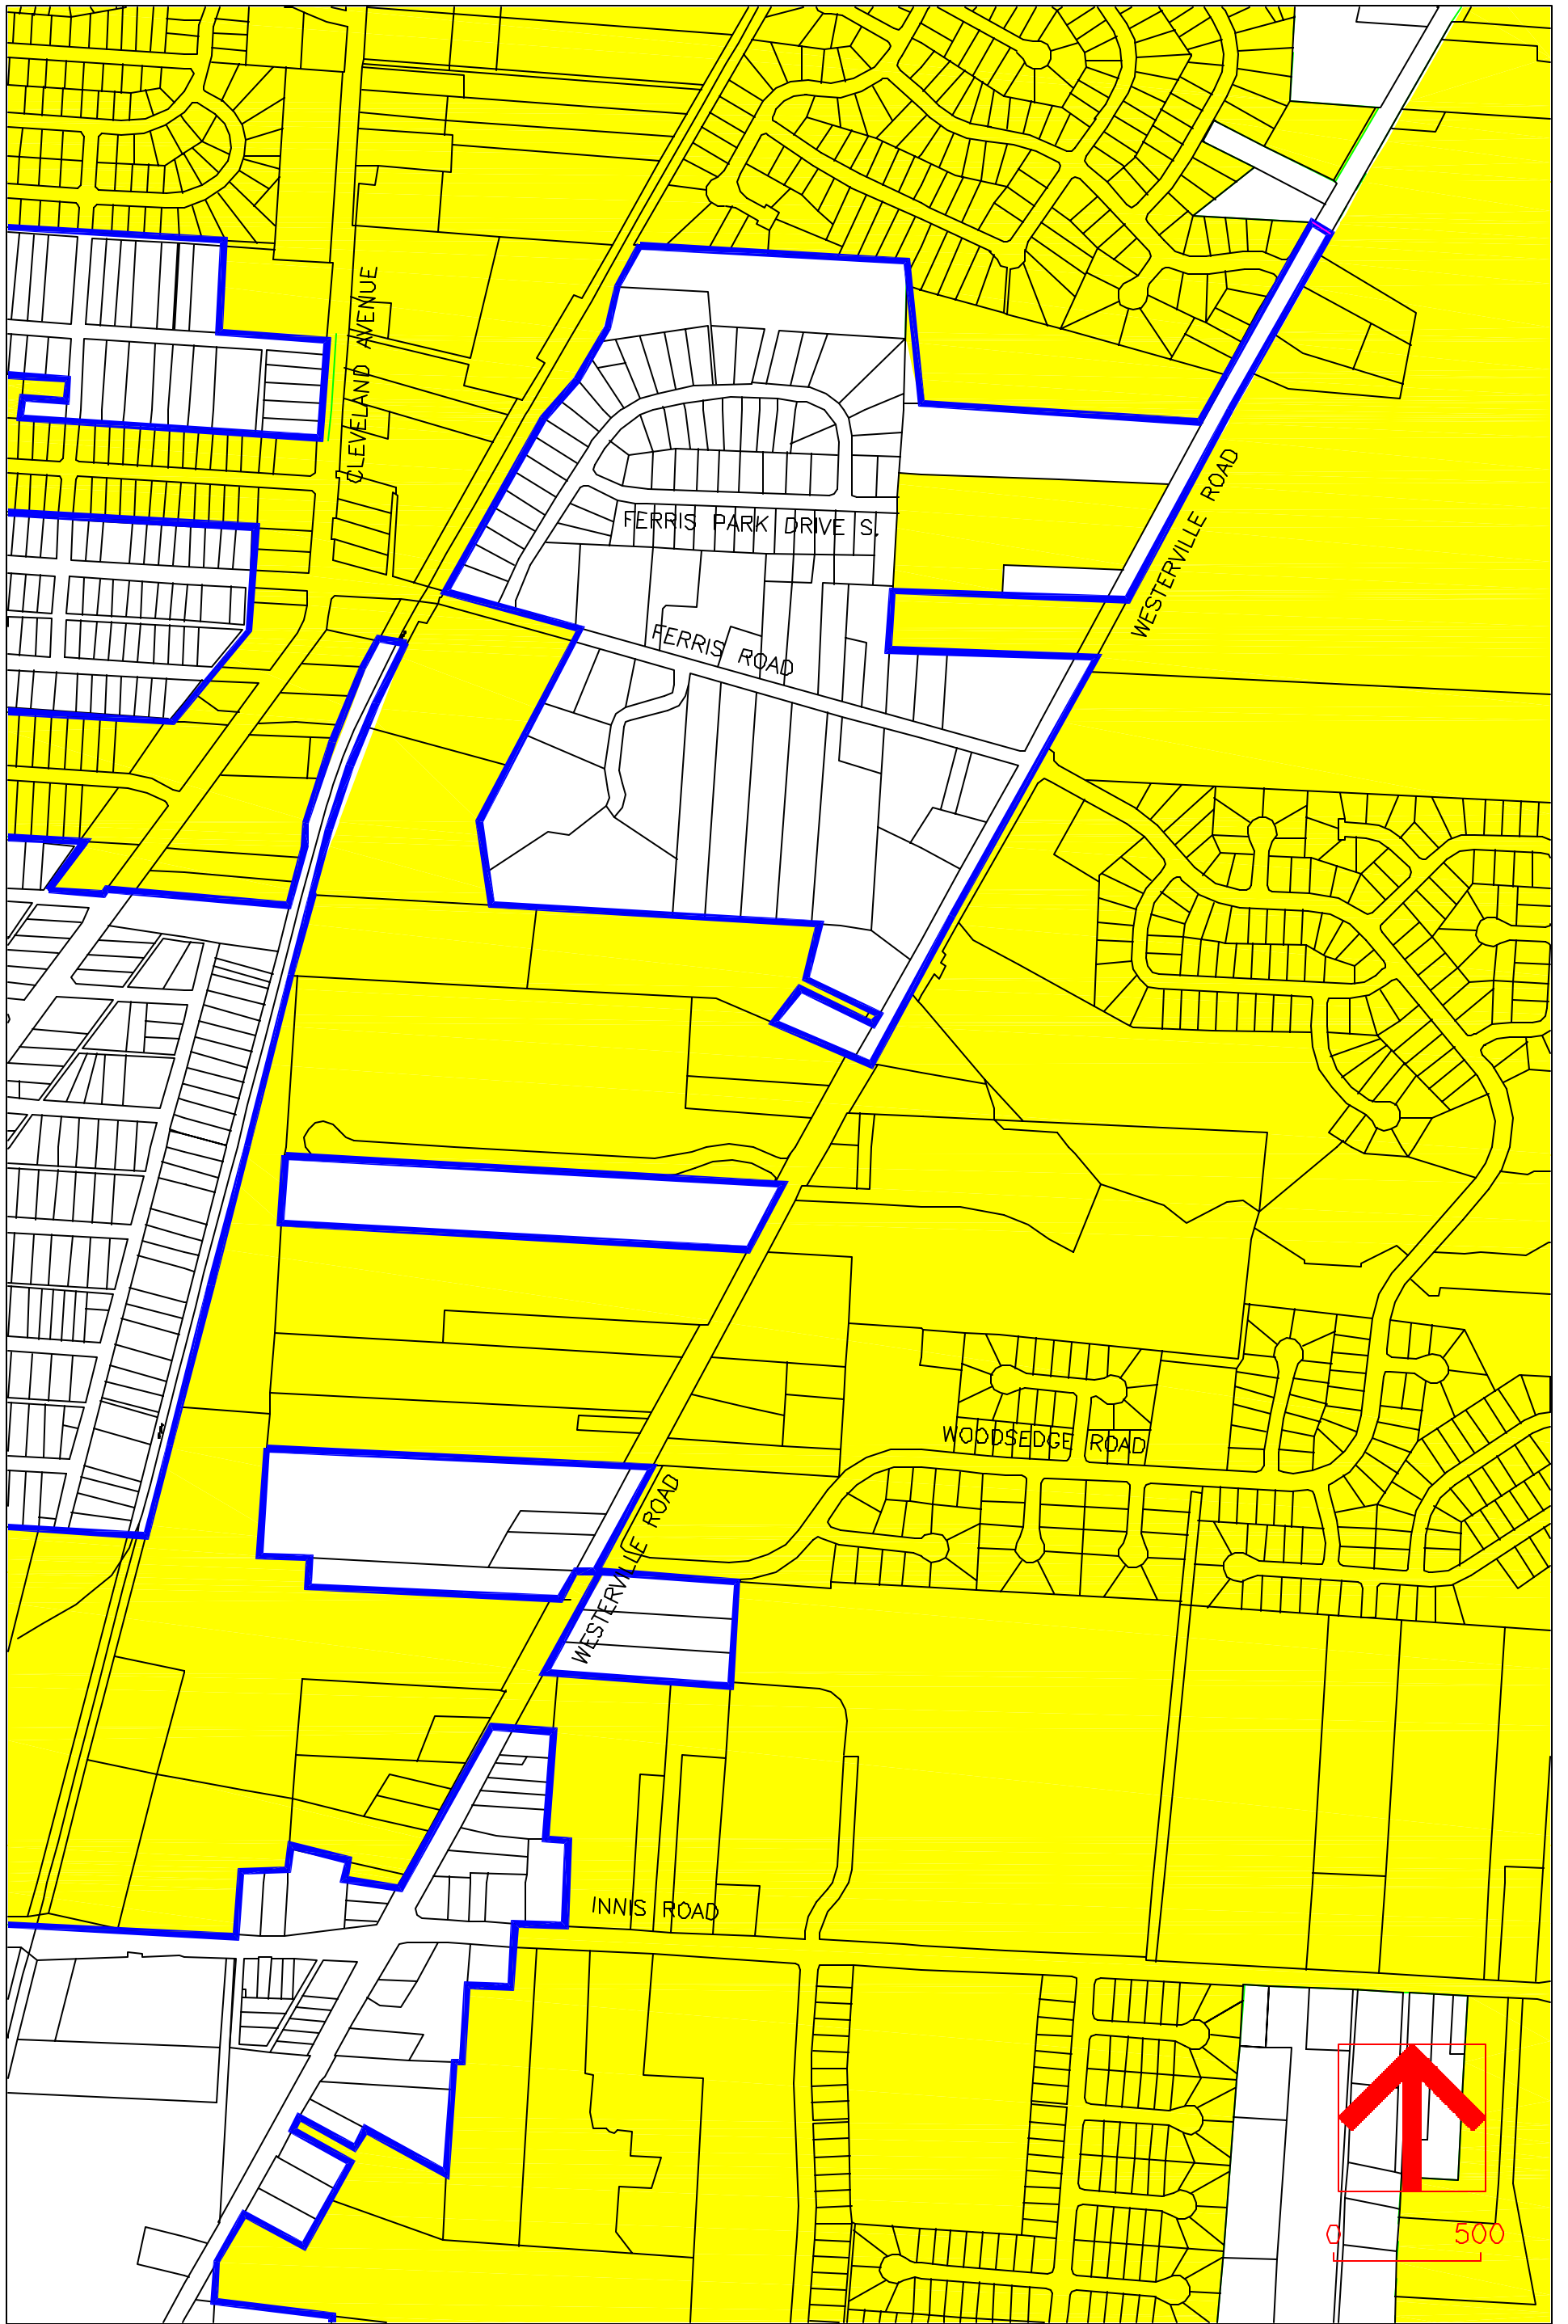 CLEVELAND AVENUE
FERRIS PARK DRIVE S.
WESTERVILLE ROAD
FERRIS ROAD
WOODSEDGE ROAD
WESTERVILLE ROAD
INNIS ROAD
0 500